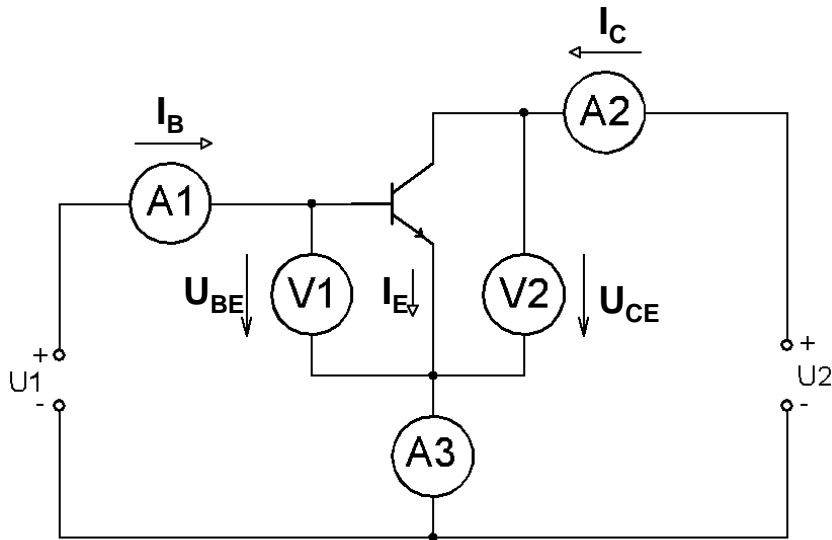 I_C
A2
I_B
A1
U_BE
V1
I_E
V2
U_CE
+
U1
-
+
U2
-
A3